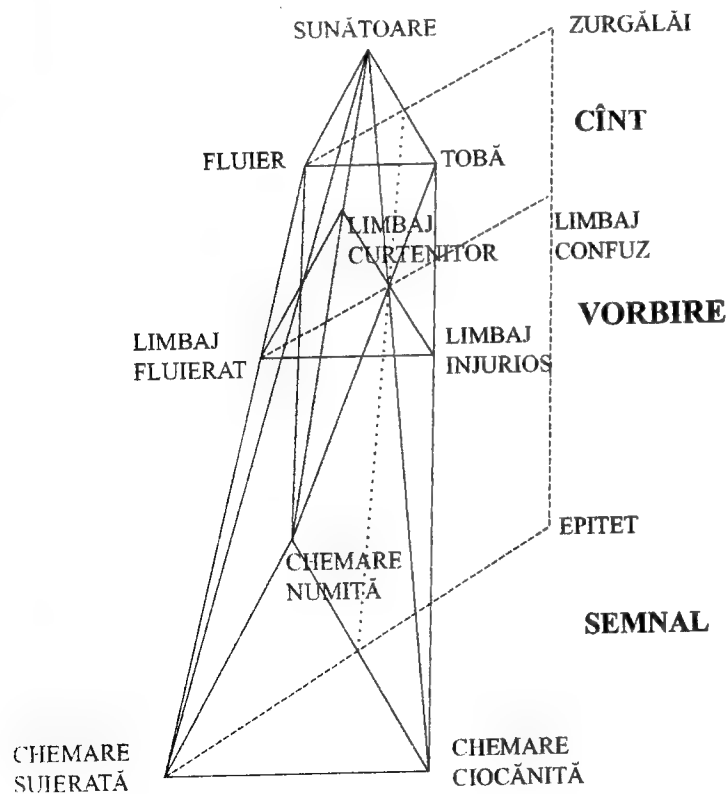 SUNĂTOARE
ZURGĂLĂI
CÎNT
FLUIER
TOBĂ
LIMBAJ
CURTENITOR
LIMBAJ
CONFUZ
VORBIRE
LIMBAJ
FLUIERAT
LIMBAJ
INJURIOS
EPITET
CHEMARE
NUMITĂ
SEMNAL
CHEMARE
ŞUIERATĂ
CHEMARE
CIOCĂNITĂ